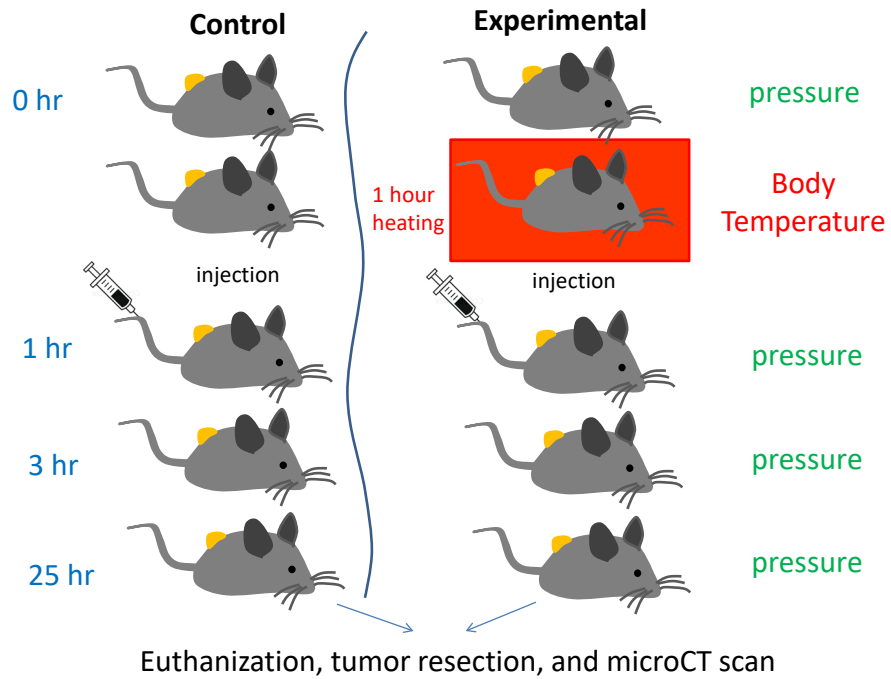 Control
Experimental
0 hr
pressure
1 hour
heating
Body
Temperature
injection
injection
1 hr
pressure
3 hr
pressure
25 hr
pressure
Euthanization, tumor resection, and microCT scan